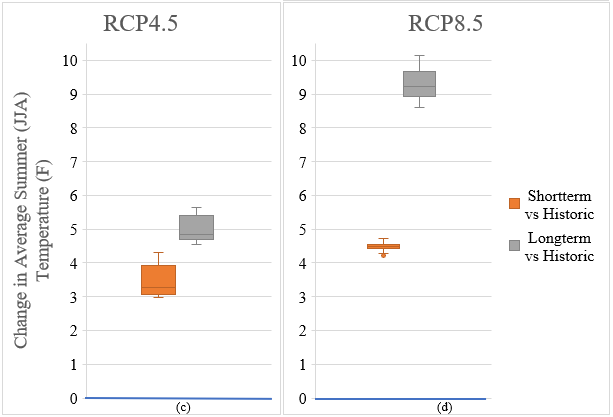 RCP4.5
RCP8.5
Change in Average Summer (JJA)
Temperature (F)
10
9
8
7
6
5
4
3
2
1
0
(c)
10
9
8
7
6
5
4
3
2
1
0
(d)
Shortterm
vs Historic
Longterm
vs Historic